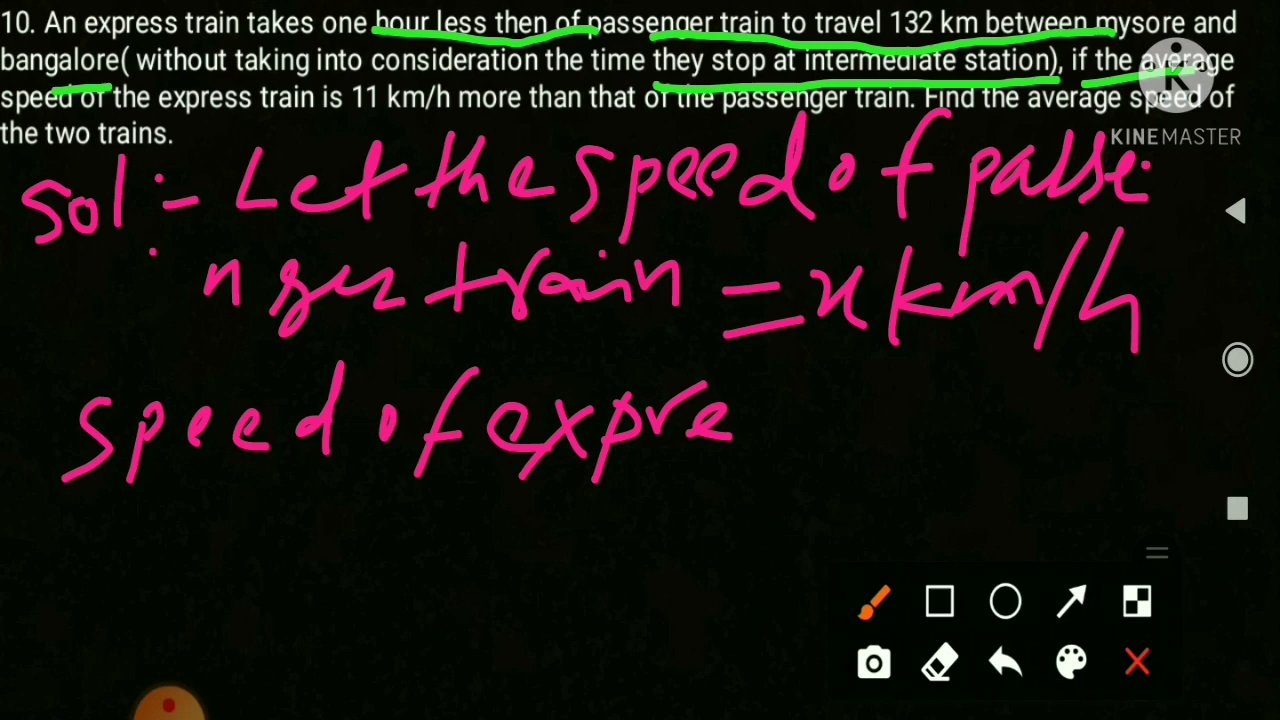 10. An express train takes one hour less then of passenger train to travel 132 km between mysore and
bangalore( without taking into consideration the time they stop at intermediate station), if the average
speed of the express train is 11 km/h more than that of the passenger train. Find the average speed of
the two trains.
K
KINEMASTER
Sol :- Let the speed of passe
nger train = x km/h
speed of expre